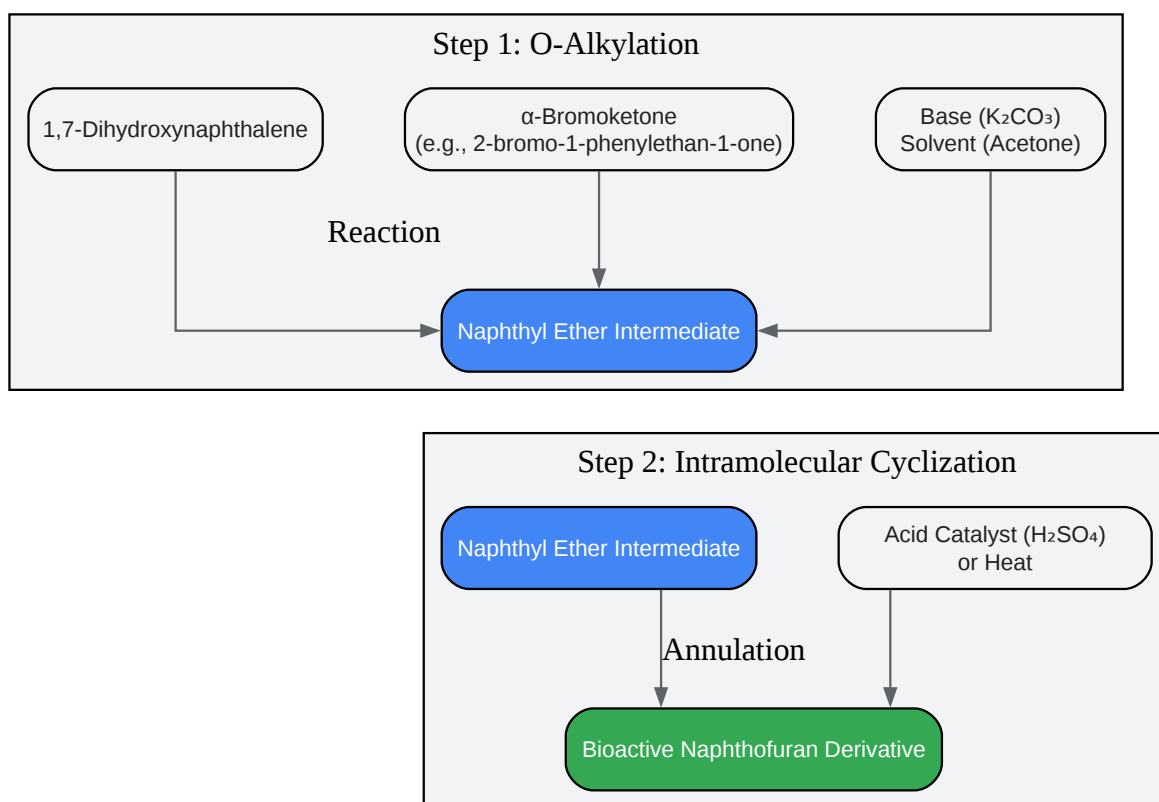 Step 1: O-Alkylation
1,7-Dihydroxynaphthalene
α-Bromoketone
(e.g., 2-bromo-1-phenylethan-1-one)
Base (K₂CO₃)
Solvent (Acetone)
Reaction
Naphthyl Ether Intermediate
Step 2: Intramolecular Cyclization
Naphthyl Ether Intermediate
Acid Catalyst (H₂SO₄)
or Heat
Annulation
Bioactive Naphthofuran Derivative